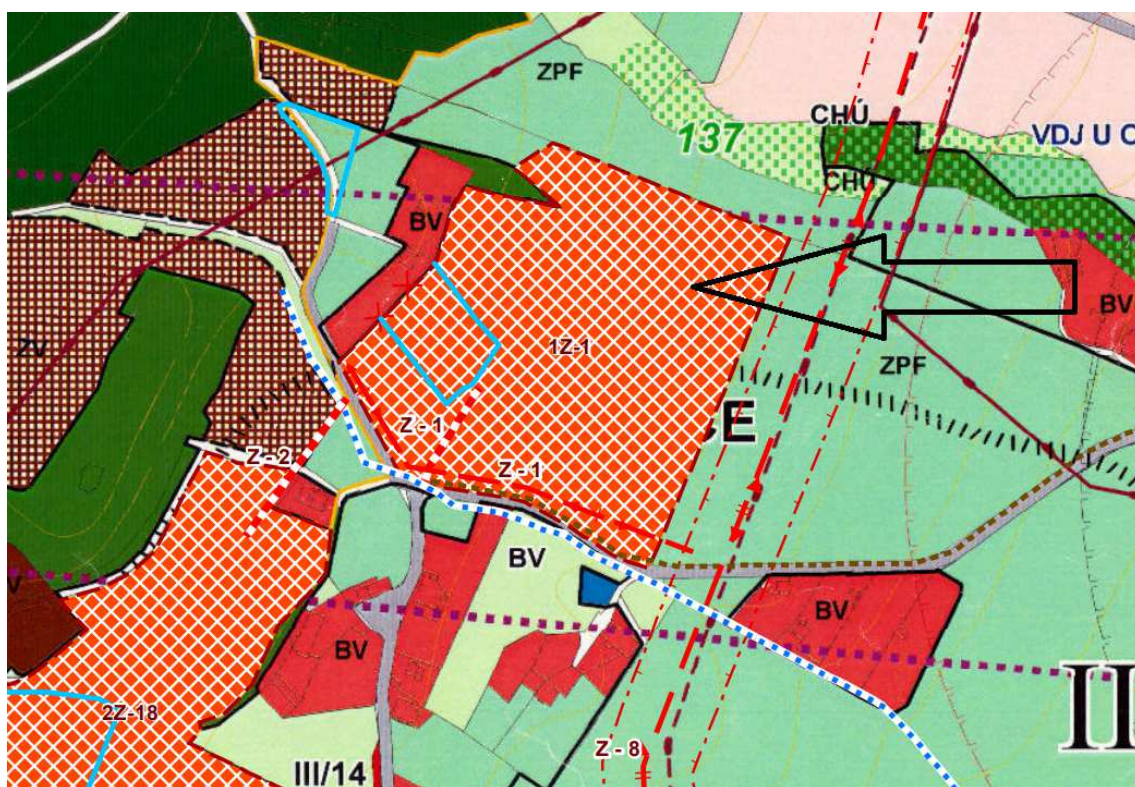 ZPF
CHÚ
137
VDJ U
CHÚ
BV
BV
1Z-1
ZV
ZPF
Z - 1
Z - 2
Z - 1
BV
BV
BV
2Z-18
Z - 8
III/14